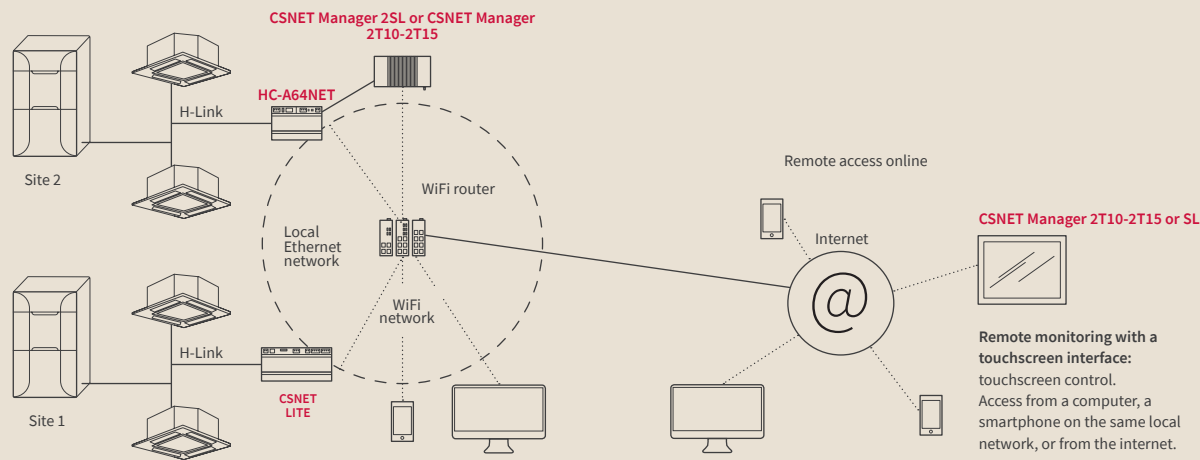 CSNET Manager 2SL or CSNET Manager
2T10-2T15
HC-A64NET
H-Link
Site 2
WiFi router
Local
Ethernet
network
WiFi
network
H-Link
CSNET
LITE
Site 1
Remote access online
Internet
@
CSNET Manager 2T10-2T15 or SL
Remote monitoring with a
touchscreen interface:
touchscreen control.
Access from a computer, a
smartphone on the same local
network, or from the internet.